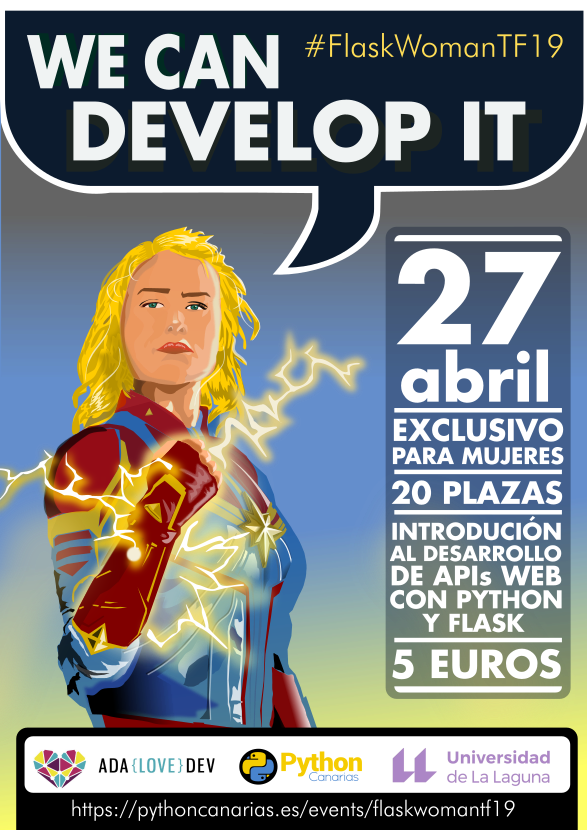 WE CAN
#FlaskWomanTF19
DEVELOP IT
27
abril
EXCLUSIVO
PARA MUJERES
20 PLAZAS
INTRODUCIÓN
AL DESARROLLO
DE APIs WEB
CON PYTHON
Y FLASK
5 EUROS
ADA{LOVE}DEV
Python
Canarias
Universidad
de La Laguna
https://pythoncanarias.es/events/flaskwomantf19